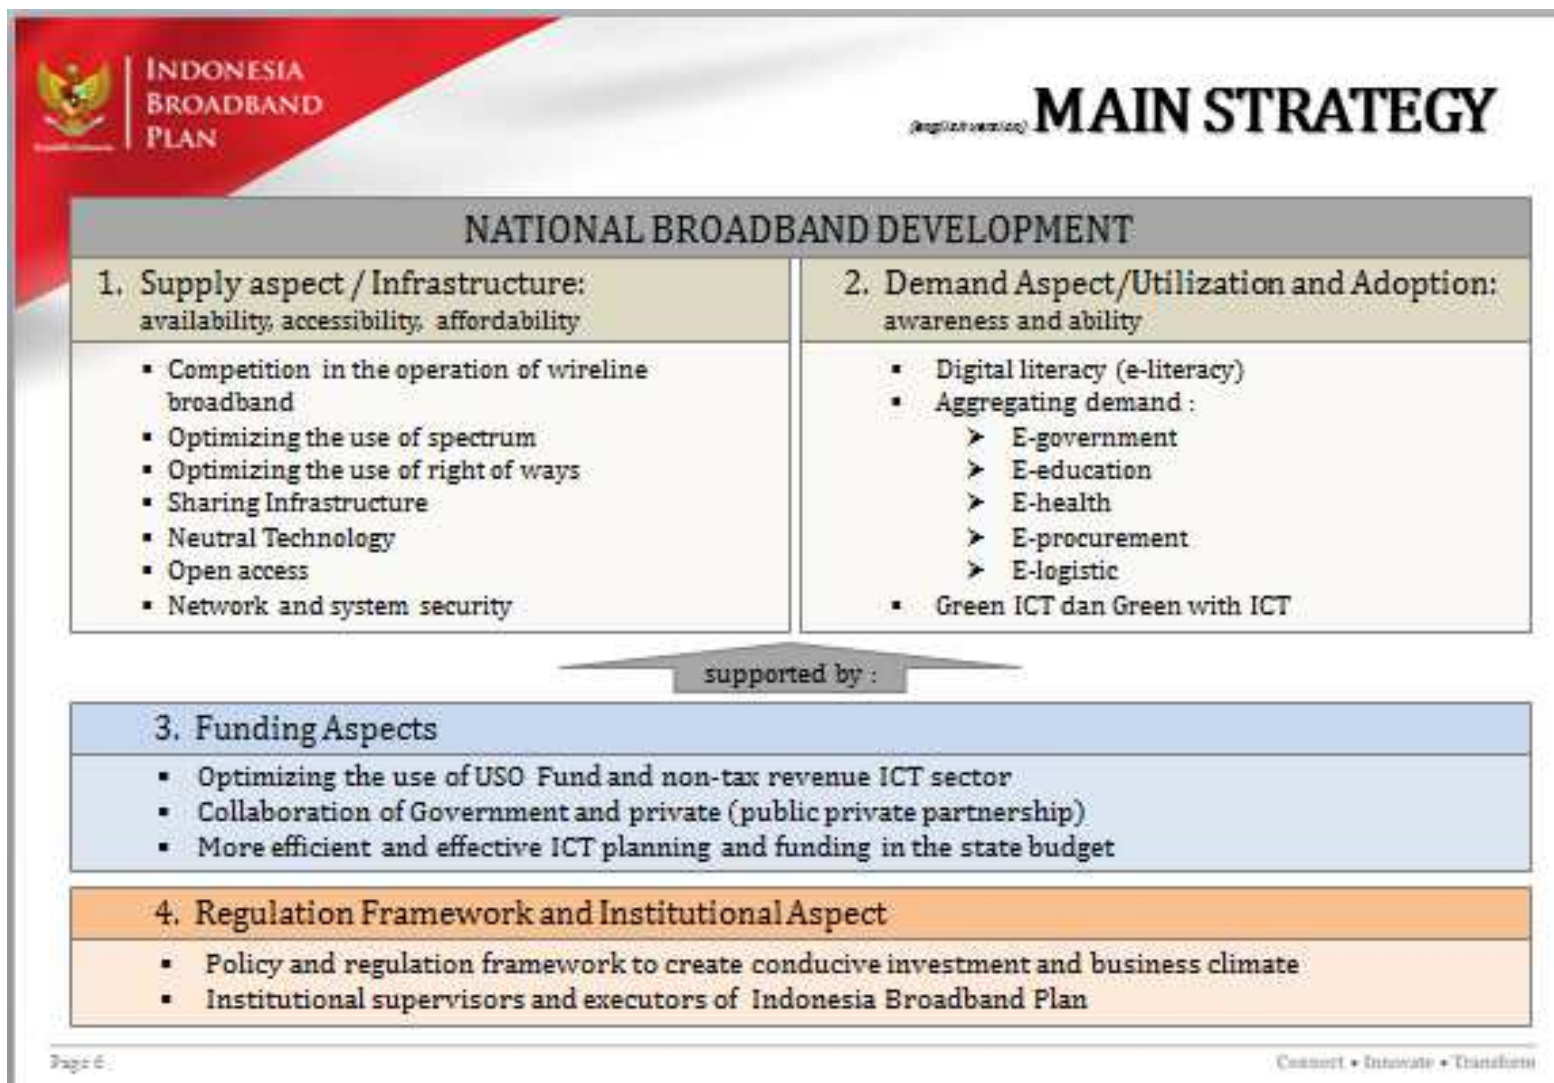 INDONESIA
BROADBAND
PLAN
(english version) MAIN STRATEGY
NATIONAL BROADBAND DEVELOPMENT
1. Supply aspect / Infrastructure:
availability, accessibility, affordability
▪ Competition in the operation of wireline
broadband
▪ Optimizing the use of spectrum
▪ Optimizing the use of right of ways
▪ Sharing Infrastructure
▪ Neutral Technology
▪ Open access
▪ Network and system security
2. Demand Aspect/Utilization and Adoption:
awareness and ability
▪ Digital literacy (e-literacy)
▪ Aggregating demand :
➤ E-government
➤ E-education
➤ E-health
➤ E-procurement
➤ E-logistic
▪ Green ICT dan Green with ICT
supported by :
3. Funding Aspects
▪ Optimizing the use of USO Fund and non-tax revenue ICT sector
▪ Collaboration of Government and private (public private partnership)
▪ More efficient and effective ICT planning and funding in the state budget
4. Regulation Framework and Institutional Aspect
▪ Policy and regulation framework to create conducive investment and business climate
▪ Institutional supervisors and executors of Indonesia Broadband Plan
Page 6
Connect • Innovate • Transform